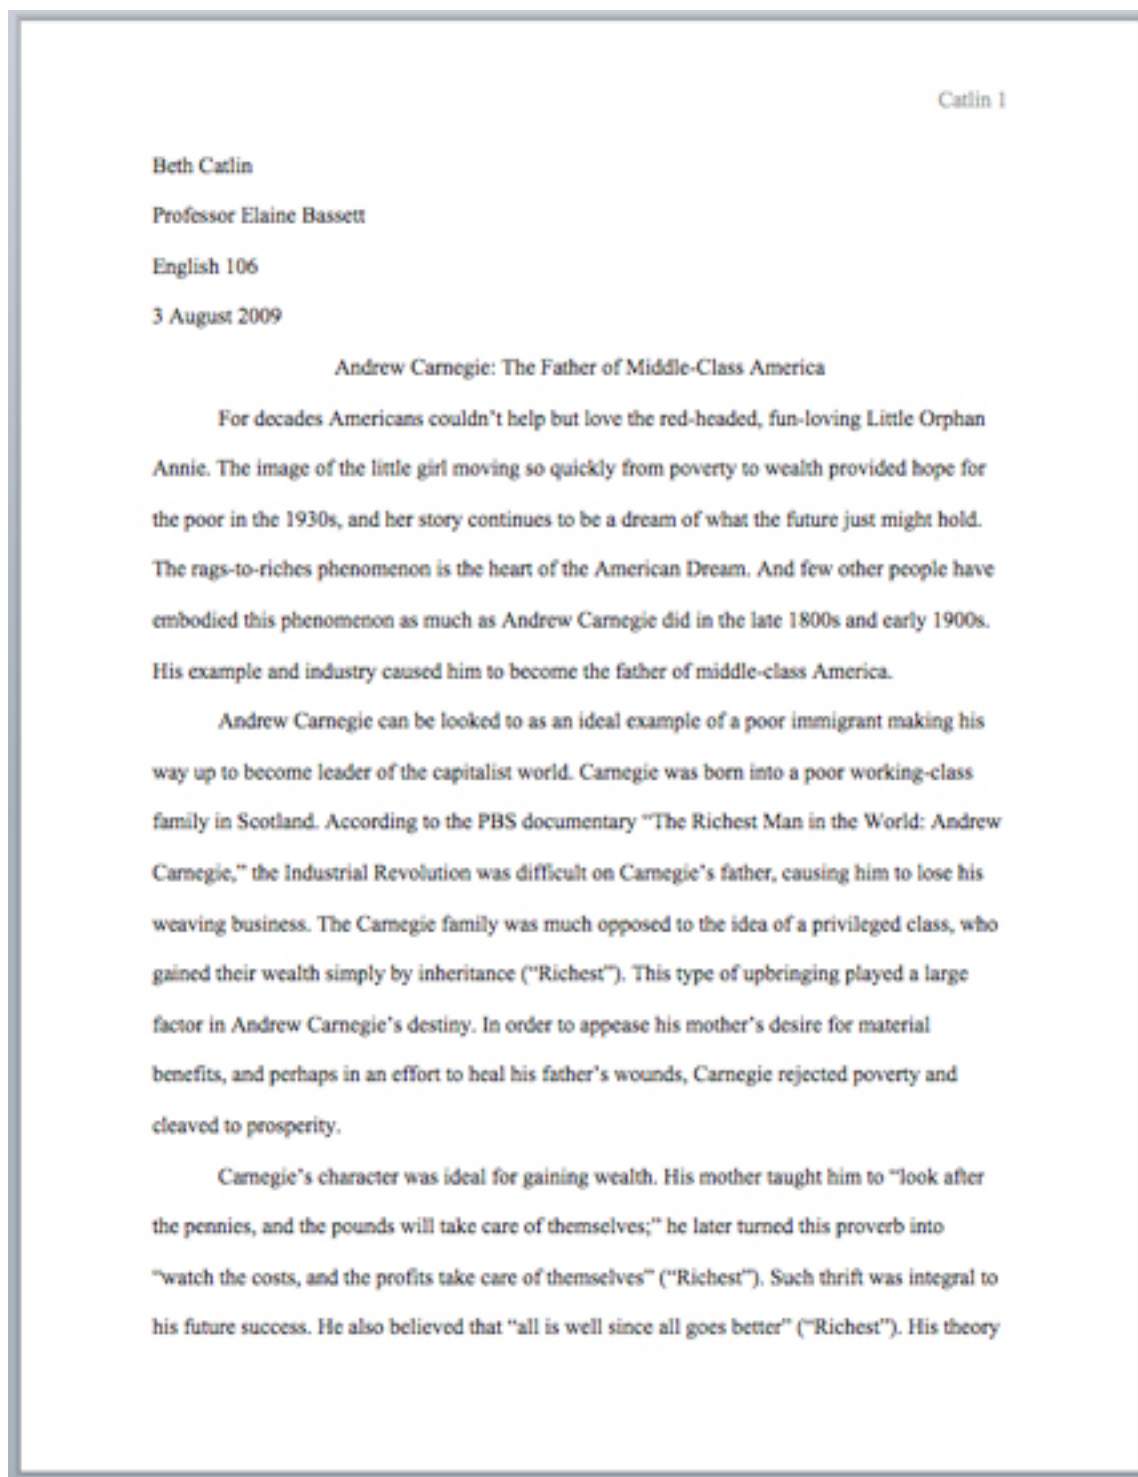 Catlin 1
Beth Catlin
Professor Elaine Bassett
English 106
3 August 2009
Andrew Carnegie: The Father of Middle-Class America
For decades Americans couldn’t help but love the red-headed, fun-loving Little Orphan
Annie. The image of the little girl moving so quickly from poverty to wealth provided hope for
the poor in the 1930s, and her story continues to be a dream of what the future just might hold.
The rags-to-riches phenomenon is the heart of the American Dream. And few other people have
embodied this phenomenon as much as Andrew Carnegie did in the late 1800s and early 1900s.
His example and industry caused him to become the father of middle-class America.
Andrew Carnegie can be looked to as an ideal example of a poor immigrant making his
way up to become leader of the capitalist world. Carnegie was born into a poor working-class
family in Scotland. According to the PBS documentary “The Richest Man in the World: Andrew
Carnegie,” the Industrial Revolution was difficult on Carnegie’s father, causing him to lose his
weaving business. The Carnegie family was much opposed to the idea of a privileged class, who
gained their wealth simply by inheritance (“Richest”). This type of upbringing played a large
factor in Andrew Carnegie’s destiny. In order to appease his mother’s desire for material
benefits, and perhaps in an effort to heal his father’s wounds, Carnegie rejected poverty and
cleaved to prosperity.
Carnegie’s character was ideal for gaining wealth. His mother taught him to “look after
the pennies, and the pounds will take care of themselves;” he later turned this proverb into
“watch the costs, and the profits take care of themselves” (“Richest”). Such thrift was integral to
his future success. He also believed that “all is well since all goes better” (“Richest”). His theory